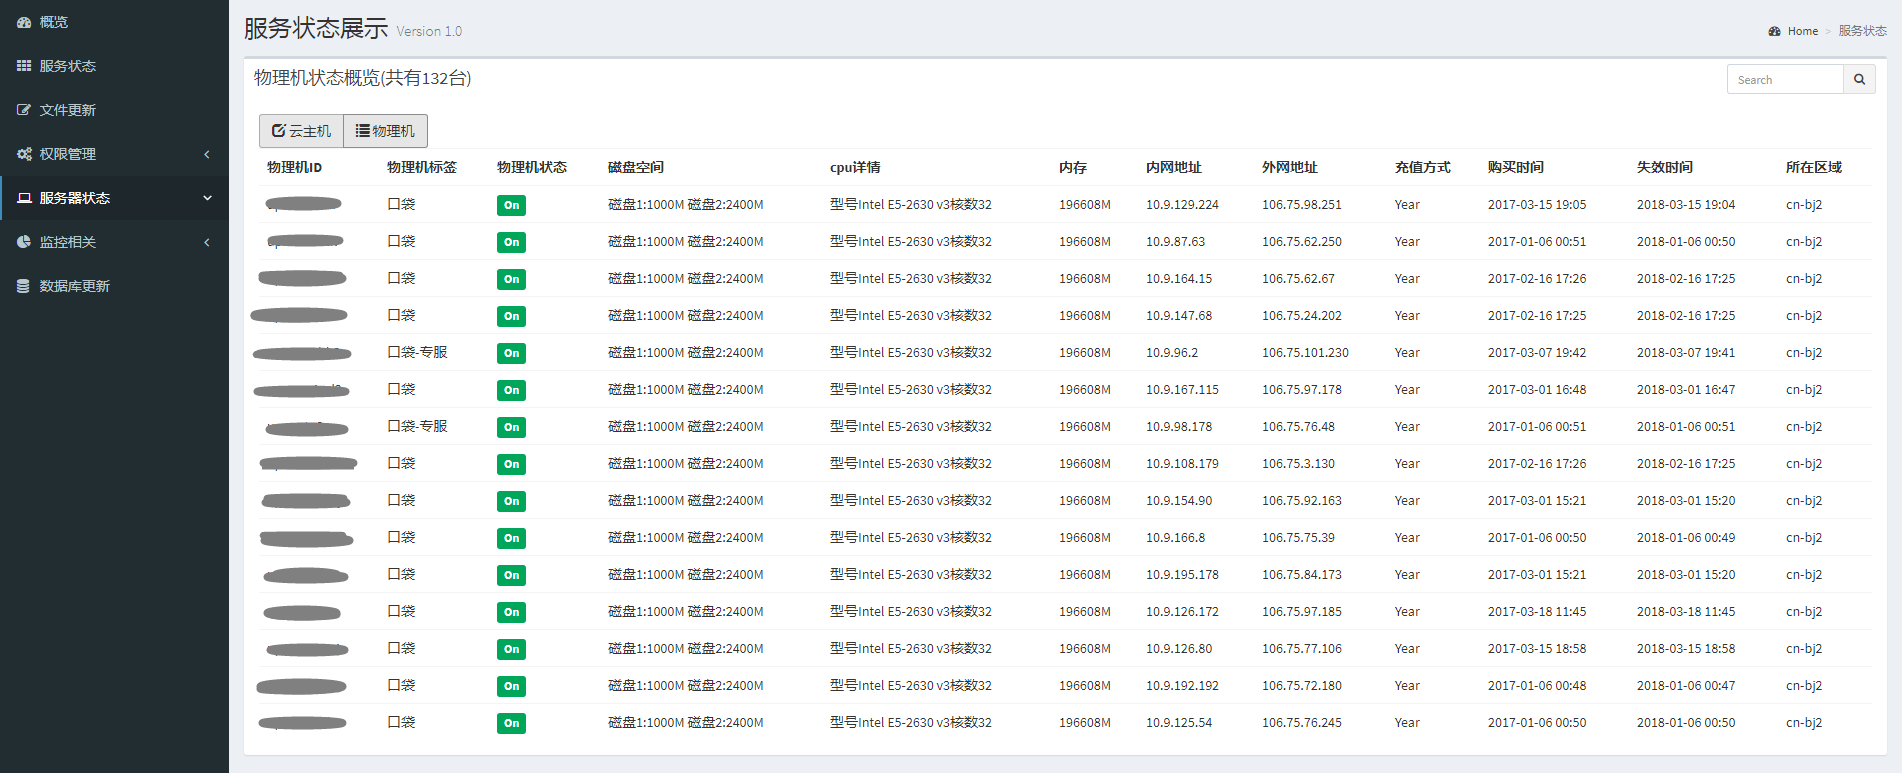 概览
服务状态
文件更新
权限管理
服务器状态
监控相关
数据库更新
服务状态展示 Version 1.0
Home > 服务状态
物理机状态概览(共有132台)
Search
云主机 物理机
物理机ID 物理机标签 物理机状态 磁盘空间 cpu详情 内存 内网地址 外网地址 充值方式 购买时间 失效时间 所在区域
口袋 On 磁盘1:1000M 磁盘2:2400M 型号Intel E5-2630 v3核数32 196608M 10.9.129.224 106.75.98.251 Year 2017-03-15 19:05 2018-03-15 19:04 cn-bj2
口袋 On 磁盘1:1000M 磁盘2:2400M 型号Intel E5-2630 v3核数32 196608M 10.9.87.63 106.75.62.250 Year 2017-01-06 00:51 2018-01-06 00:50 cn-bj2
口袋 On 磁盘1:1000M 磁盘2:2400M 型号Intel E5-2630 v3核数32 196608M 10.9.164.15 106.75.62.67 Year 2017-02-16 17:26 2018-02-16 17:25 cn-bj2
口袋 On 磁盘1:1000M 磁盘2:2400M 型号Intel E5-2630 v3核数32 196608M 10.9.147.68 106.75.24.202 Year 2017-02-16 17:25 2018-02-16 17:25 cn-bj2
口袋-专服 On 磁盘1:1000M 磁盘2:2400M 型号Intel E5-2630 v3核数32 196608M 10.9.96.2 106.75.101.230 Year 2017-03-07 19:42 2018-03-07 19:41 cn-bj2
口袋 On 磁盘1:1000M 磁盘2:2400M 型号Intel E5-2630 v3核数32 196608M 10.9.167.115 106.75.97.178 Year 2017-03-01 16:48 2018-03-01 16:47 cn-bj2
口袋-专服 On 磁盘1:1000M 磁盘2:2400M 型号Intel E5-2630 v3核数32 196608M 10.9.98.178 106.75.76.48 Year 2017-01-06 00:51 2018-01-06 00:51 cn-bj2
口袋 On 磁盘1:1000M 磁盘2:2400M 型号Intel E5-2630 v3核数32 196608M 10.9.108.179 106.75.3.130 Year 2017-02-16 17:26 2018-02-16 17:25 cn-bj2
口袋 On 磁盘1:1000M 磁盘2:2400M 型号Intel E5-2630 v3核数32 196608M 10.9.154.90 106.75.92.163 Year 2017-03-01 15:21 2018-03-01 15:20 cn-bj2
口袋 On 磁盘1:1000M 磁盘2:2400M 型号Intel E5-2630 v3核数32 196608M 10.9.166.8 106.75.75.39 Year 2017-01-06 00:50 2018-01-06 00:49 cn-bj2
口袋 On 磁盘1:1000M 磁盘2:2400M 型号Intel E5-2630 v3核数32 196608M 10.9.195.178 106.75.84.173 Year 2017-03-01 15:21 2018-03-01 15:20 cn-bj2
口袋 On 磁盘1:1000M 磁盘2:2400M 型号Intel E5-2630 v3核数32 196608M 10.9.126.172 106.75.97.185 Year 2017-03-18 11:45 2018-03-18 11:45 cn-bj2
口袋 On 磁盘1:1000M 磁盘2:2400M 型号Intel E5-2630 v3核数32 196608M 10.9.126.80 106.75.77.106 Year 2017-03-15 18:58 2018-03-15 18:58 cn-bj2
口袋 On 磁盘1:1000M 磁盘2:2400M 型号Intel E5-2630 v3核数32 196608M 10.9.192.192 106.75.72.180 Year 2017-01-06 00:48 2018-01-06 00:47 cn-bj2
口袋 On 磁盘1:1000M 磁盘2:2400M 型号Intel E5-2630 v3核数32 196608M 10.9.125.54 106.75.76.245 Year 2017-01-06 00:50 2018-01-06 00:50 cn-bj2